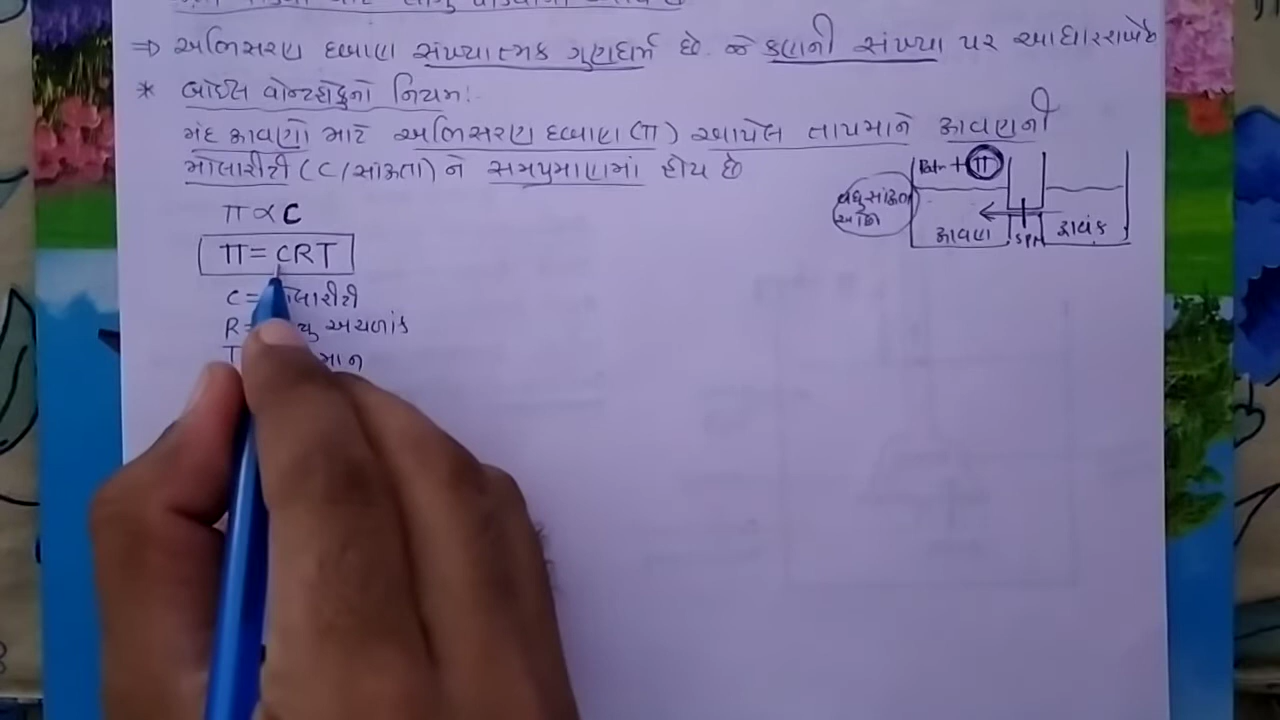 ⇒ અભિસરણ દબાણ સંખ્યાત્મક ગુણધર્મ છે. જે કણની સંખ્યા પર આધાર રાખે છે
* બોઇલ વોન્ટહોફનો નિયમ:
મંદ દ્રાવણો માટે અભિસરણ દબાણ (π) આપેલ તાપમાને દ્રાવણની
મોલારીટી (C/સાંદ્રતા) ને સમપ્રમાણમાં હોય છે
π ∝ C
π = CRT
C =
R = અચળાંક
T
Patm + π
વધુ સાંદ્રતા
દ્રાવણ
SPM
દ્રાવક